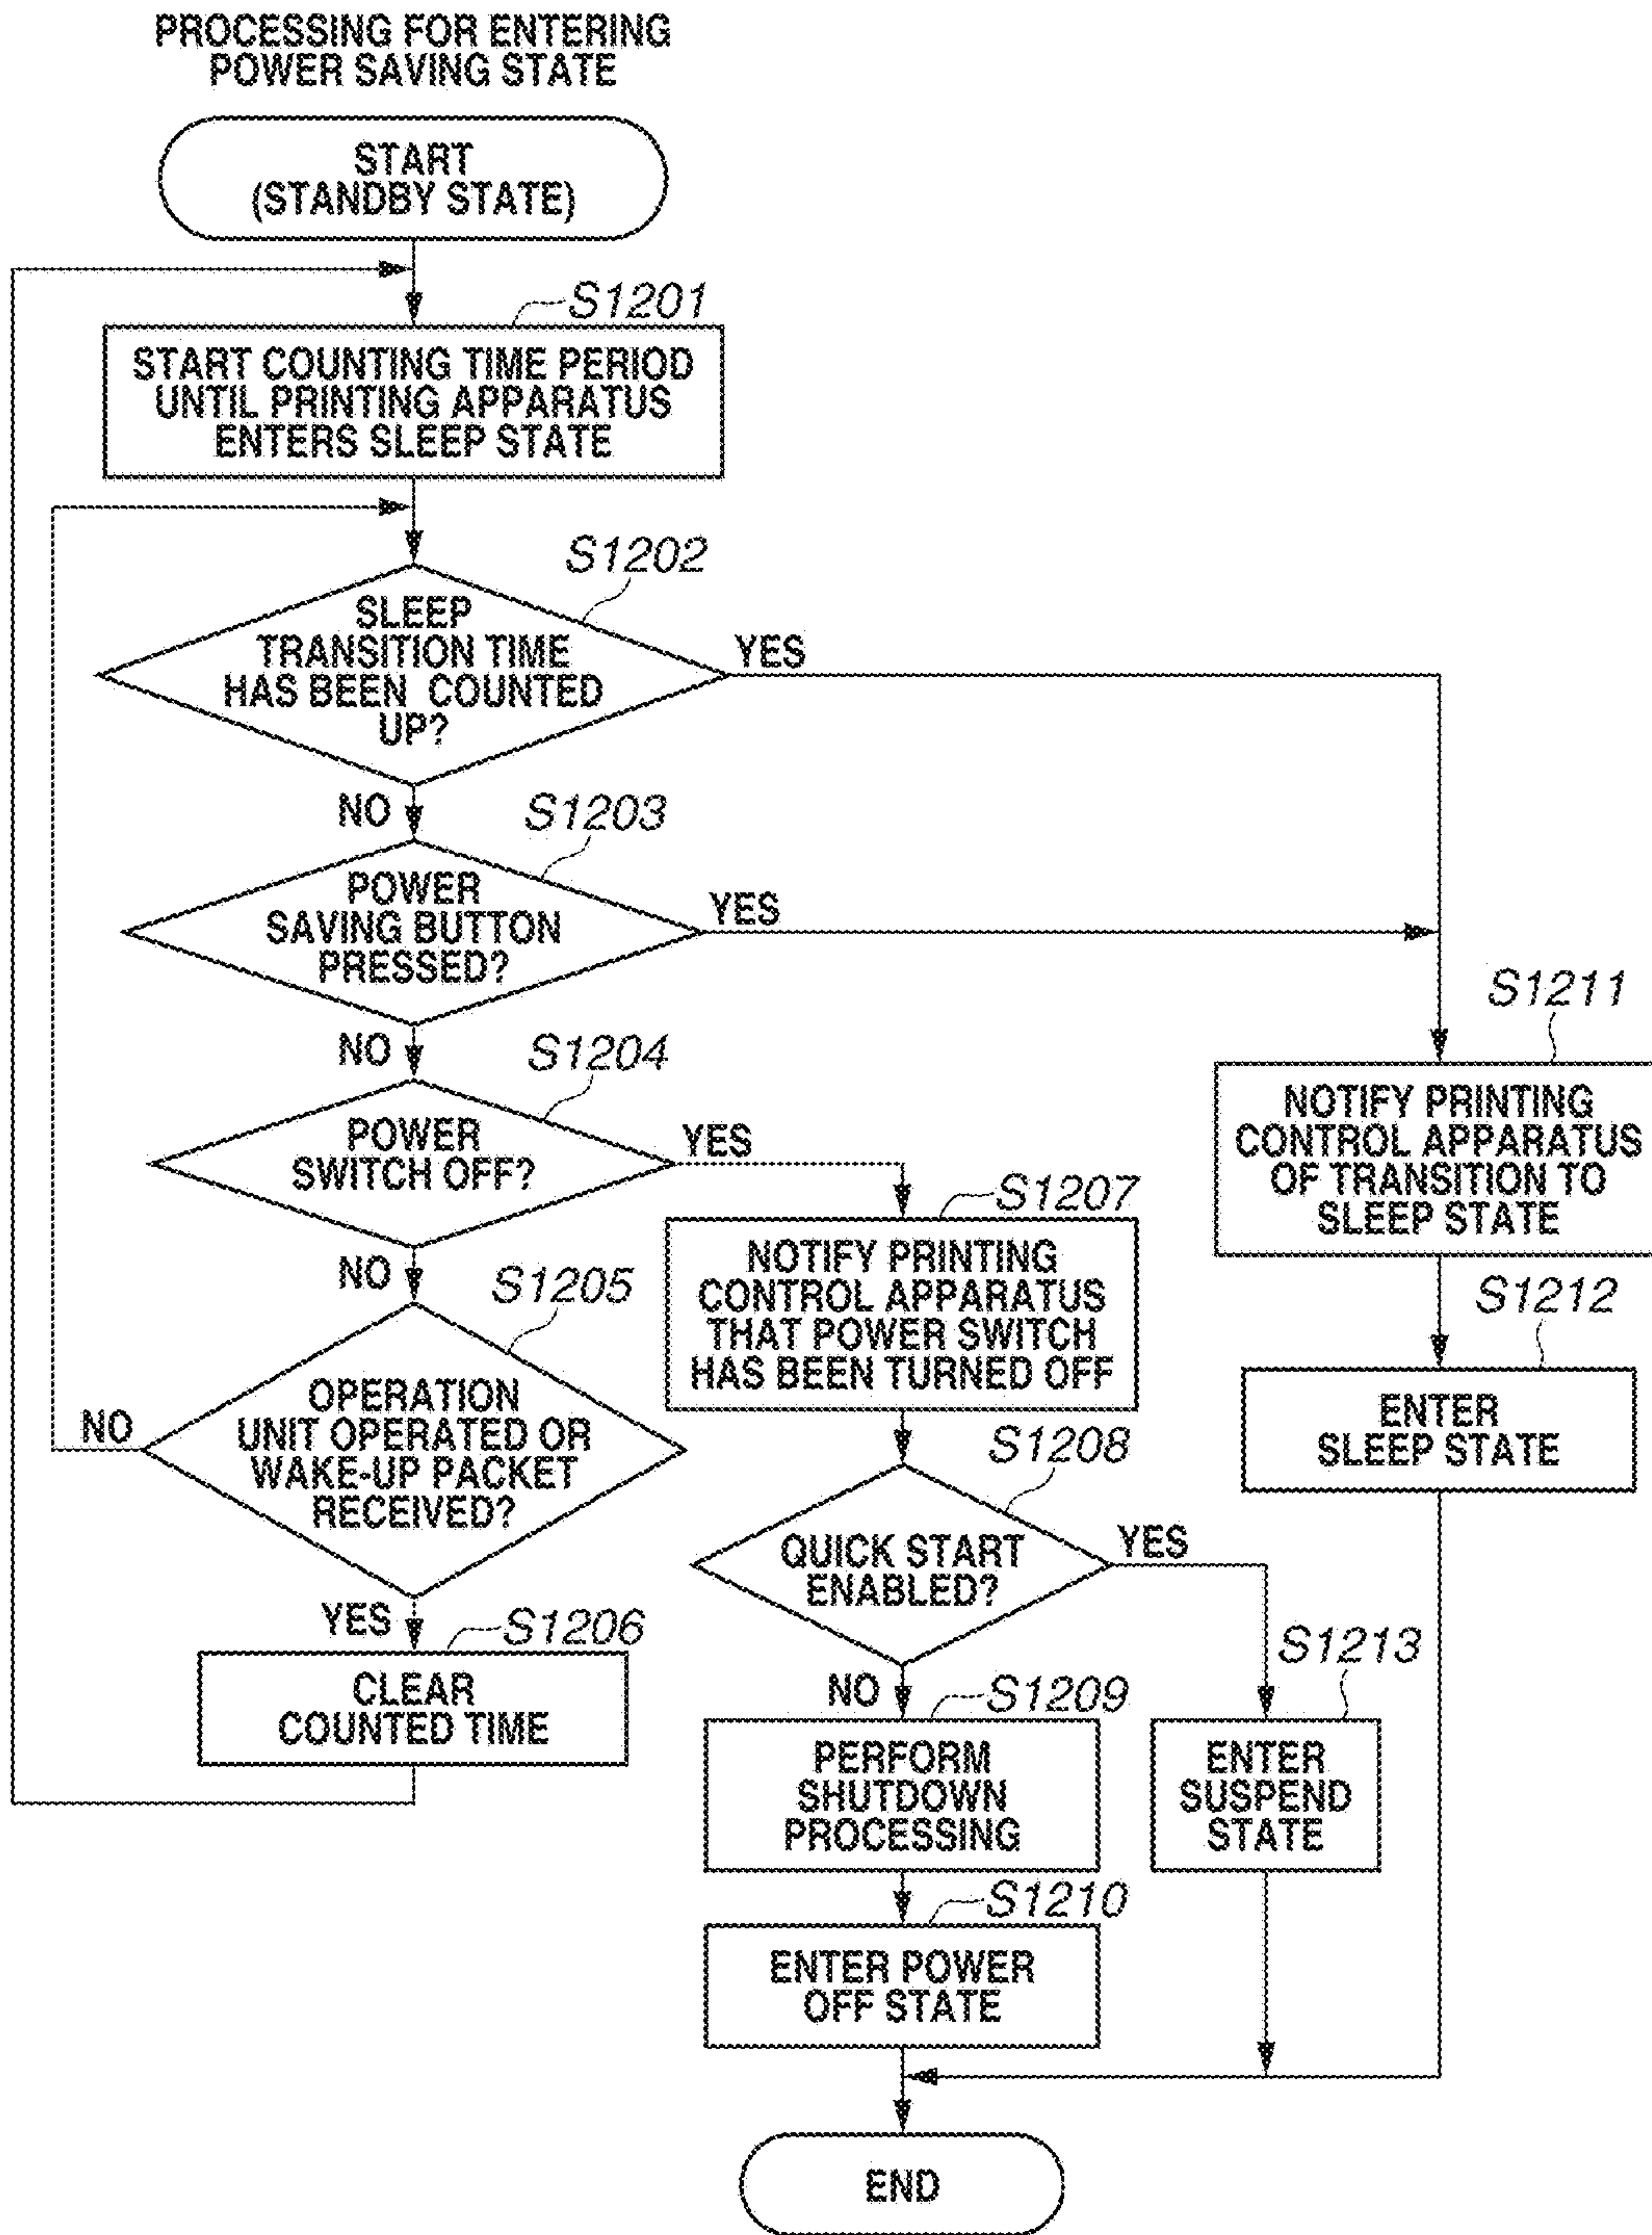 PROCESSING FOR ENTERING
POWER SAVING STATE
START
(STANDBY STATE)
S1201
START COUNTING TIME PERIOD
UNTIL PRINTING APPARATUS
ENTERS SLEEP STATE
S1202
SLEEP
TRANSITION TIME
HAS BEEN COUNTED
UP?
YES
NO
S1203
POWER
SAVING BUTTON
PRESSED?
YES
NO
S1204
POWER
SWITCH OFF?
YES
NO
S1205
OPERATION
UNIT OPERATED OR
WAKE-UP PACKET
RECEIVED?
NO
YES
S1206
CLEAR
COUNTED TIME
S1207
NOTIFY PRINTING
CONTROL APPARATUS
THAT POWER SWITCH
HAS BEEN TURNED OFF
S1208
QUICK START
ENABLED?
YES
NO
S1209
PERFORM
SHUTDOWN
PROCESSING
S1210
ENTER POWER
OFF STATE
S1213
ENTER
SUSPEND
STATE
S1211
NOTIFY PRINTING
CONTROL APPARATUS
OF TRANSITION TO
SLEEP STATE
S1212
ENTER
SLEEP STATE
END